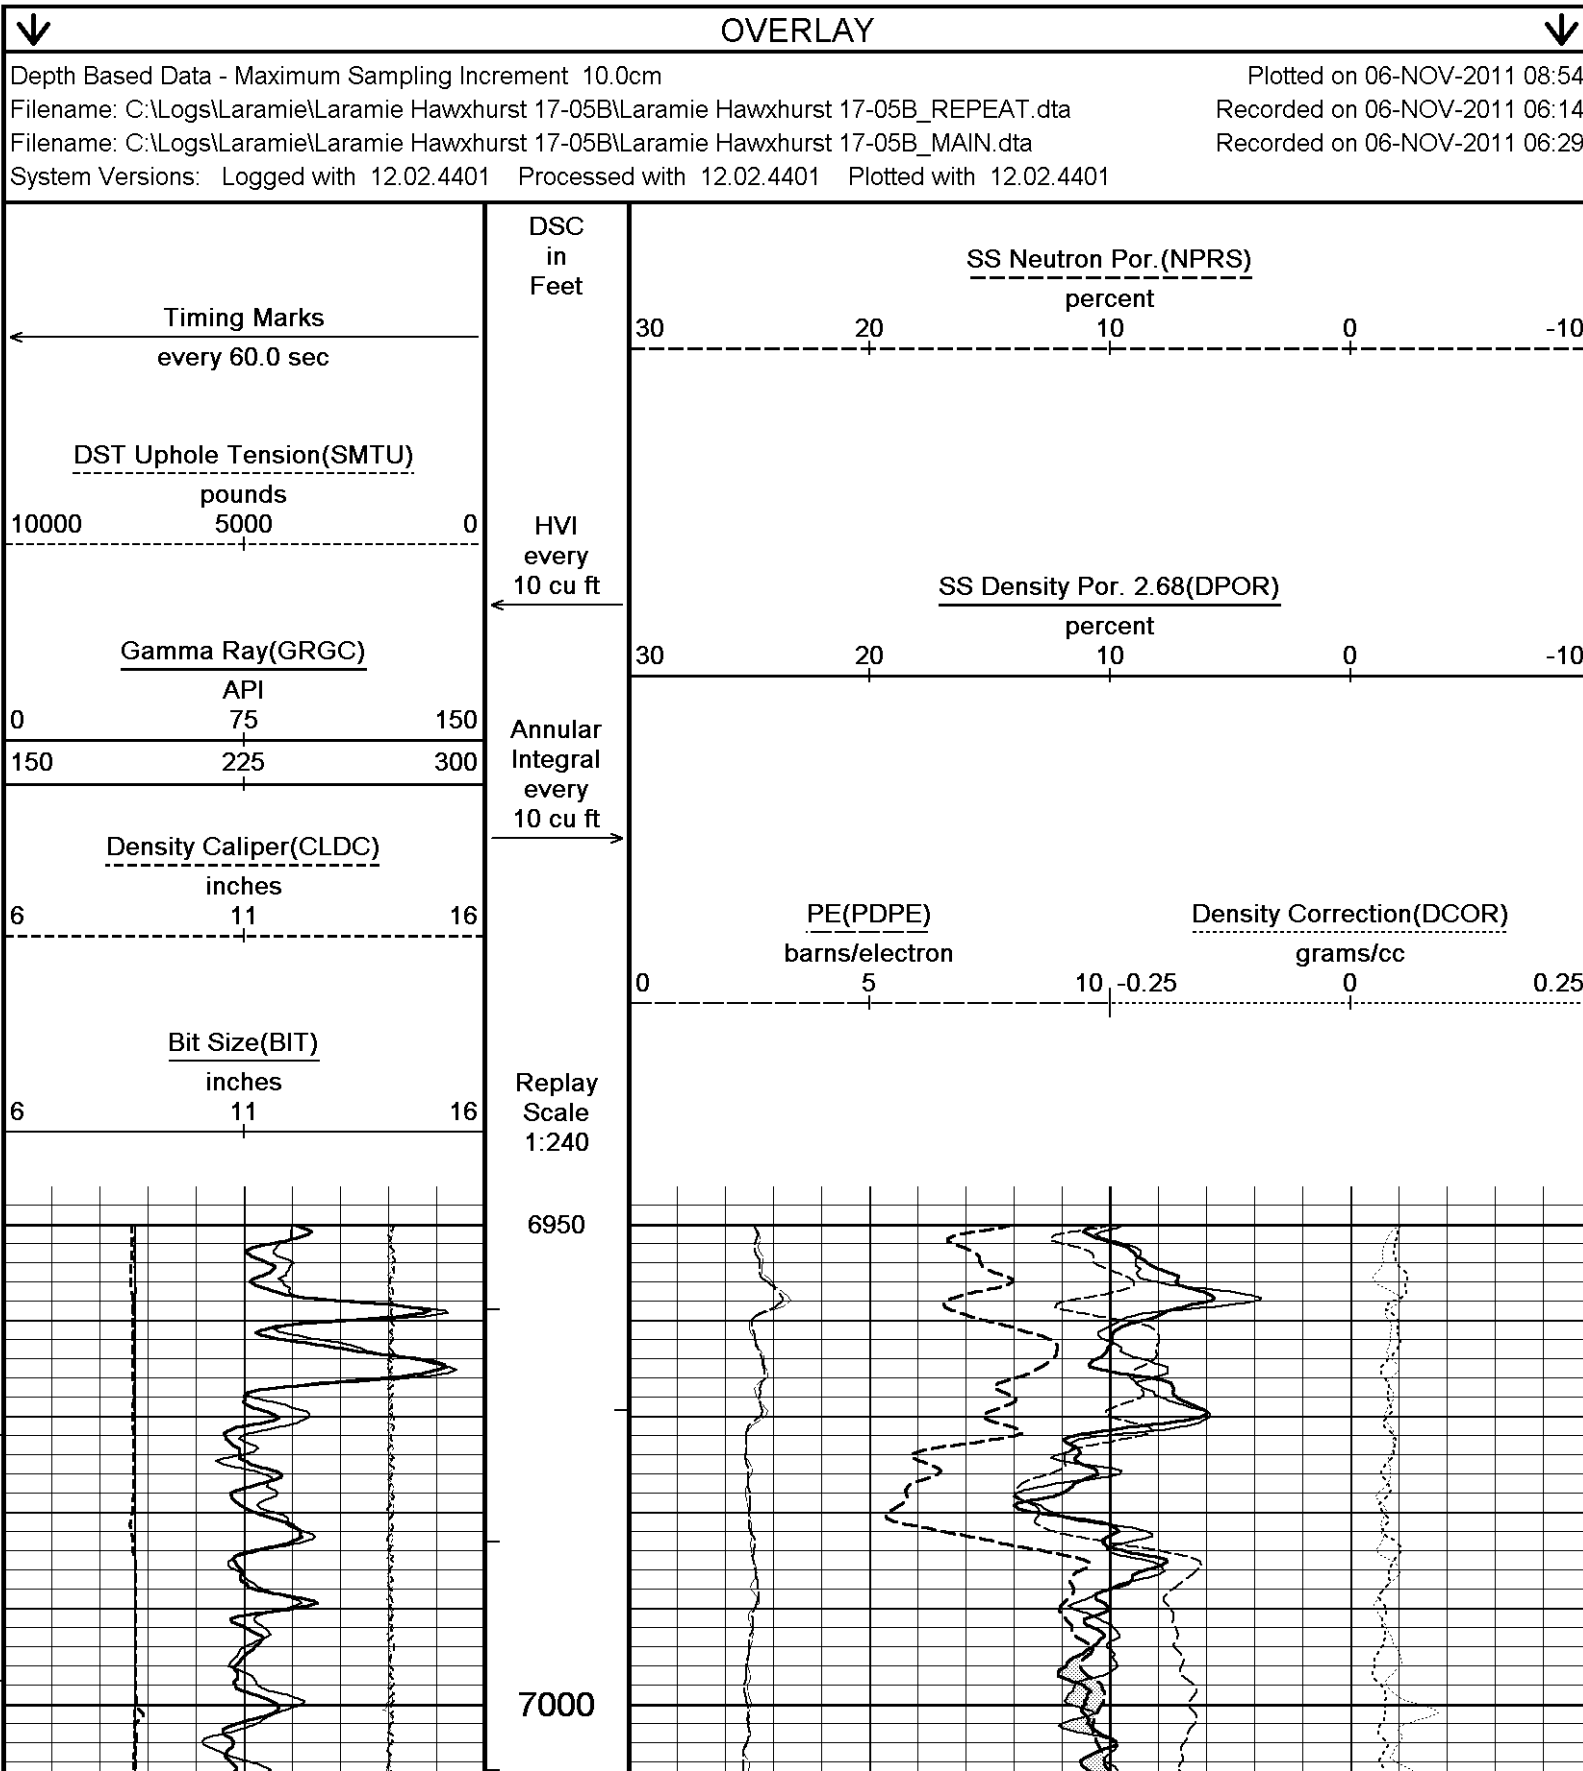 OVERLAY
Depth Based Data - Maximum Sampling Increment 10.0cm Plotted on 06-NOV-2011 08:54
Filename: C:\Logs\Laramie\Laramie Hawxhurst 17-05B\Laramie Hawxhurst 17-05B_REPEAT.dta Recorded on 06-NOV-2011 06:14
Filename: C:\Logs\Laramie\Laramie Hawxhurst 17-05B\Laramie Hawxhurst 17-05B_MAIN.dta Recorded on 06-NOV-2011 06:29
System Versions: Logged with 12.02.4401 Processed with 12.02.4401 Plotted with 12.02.4401
Timing Marks
every 60.0 sec
DST Uphole Tension(SMTU)
pounds
10000 5000 0
Gamma Ray(GRGC)
API
0 75 150
150 225 300
Density Caliper(CLDC)
inches
6 11 16
Bit Size(BIT)
inches
6 11 16
DSC
in
Feet
HVI
every
10 cu ft
Annular
Integral
every
10 cu ft
Replay
Scale
1:240
6950
7000
SS Neutron Por.(NPRS)
percent
30 20 10 0 -10
SS Density Por. 2.68(DPOR)
percent
30 20 10 0 -10
PE(PDPE)
barns/electron
0 5 10
Density Correction(DCOR)
grams/cc
-0.25 0 0.25